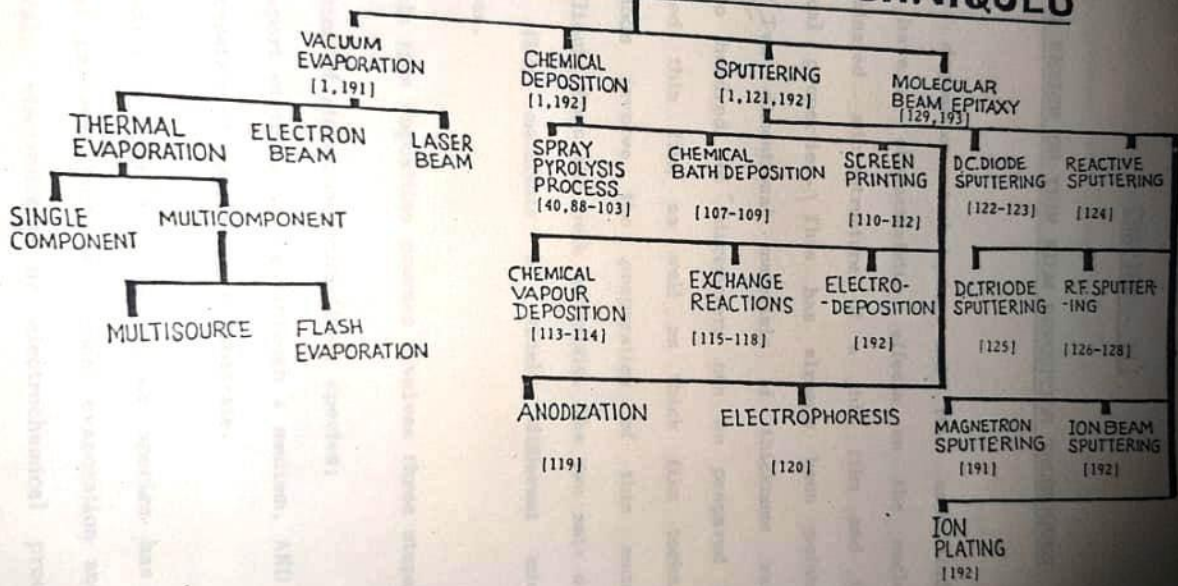 VACUUM
EVAPORATION
[1,191]
CHEMICAL
DEPOSITION
[1,192]
SPUTTERING
[1,121,192]
MOLECULAR
BEAM EPITAXY
[129,193]
THERMAL
EVAPORATION
ELECTRON
BEAM
LASER
BEAM
SPRAY
PYROLYSIS
PROCESS
[40,88-103]
CHEMICAL
BATH DEPOSITION
[107-109]
SCREEN
PRINTING
[110-112]
D.C.DIODE
SPUTTERING
[122-123]
REACTIVE
SPUTTERING
[124]
SINGLE
COMPONENT
MULTICOMPONENT
CHEMICAL
VAPOUR
DEPOSITION
[113-114]
EXCHANGE
REACTIONS
[115-118]
ELECTRO-
-DEPOSITION
[192]
D.C.TRIODE
SPUTTERING
[125]
R.F. SPUTTER-
-ING
[126-128]
MULTISOURCE
FLASH
EVAPORATION
ANODIZATION
[119]
ELECTROPHORESIS
[120]
MAGNETRON
SPUTTERING
[191]
ION BEAM
SPUTTERING
[192]
ION
PLATING
[192]